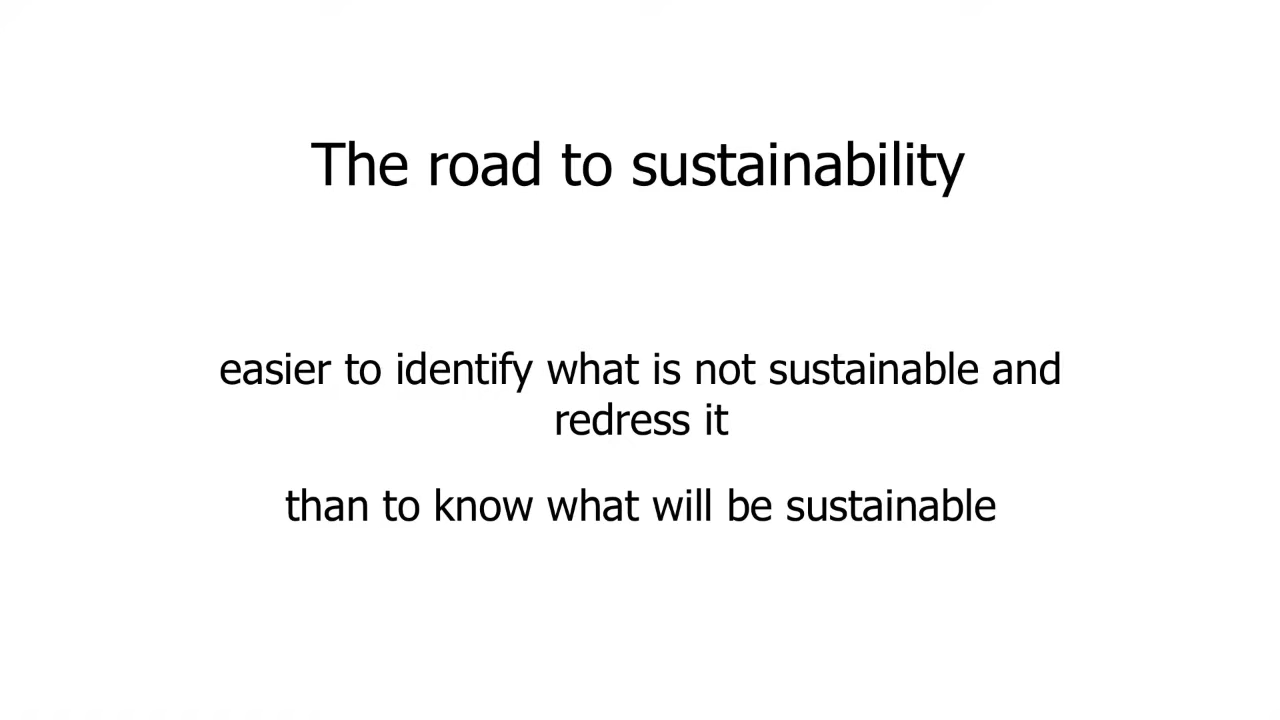 The road to sustainability
easier to identify what is not sustainable and
redress it
than to know what will be sustainable